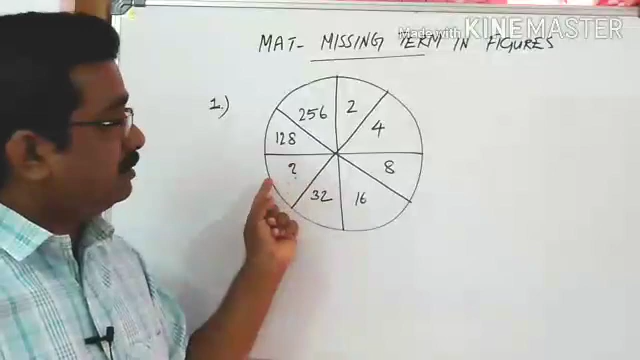 Made with KINEMASTER
MAT- MISSING TERM IN FIGURES
1.)
256 2
128 4
? 8
32 16